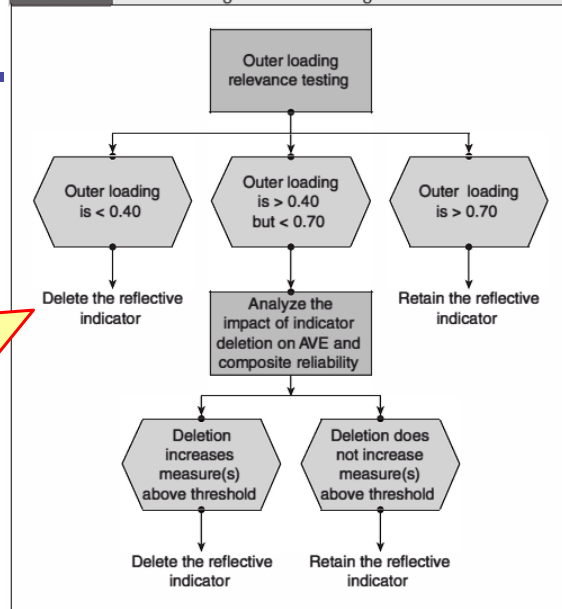 Outer loading
relevance testing
Outer loading
is < 0.40
Outer loading
is > 0.40
but < 0.70
Outer loading
is > 0.70
Delete the reflective
indicator
Analyze the
impact of indicator
deletion on AVE and
composite reliability
Retain the reflective
indicator
Deletion
increases
measure(s)
above threshold
Deletion does
not increase
measure(s)
above threshold
Delete the reflective
indicator
Retain the reflective
indicator